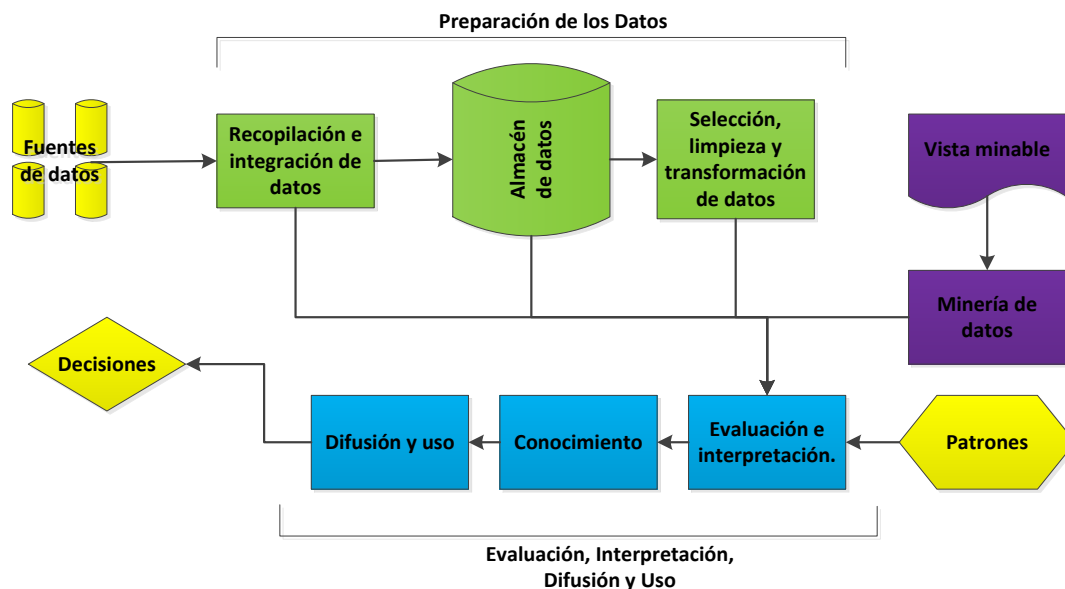 Preparación de los Datos
Fuentes
de datos
Recopilación e
integración de
datos
Almacén
de datos
Selección,
limpieza y
transformación
de datos
Vista minable
Minería de
datos
Decisiones
Difusión y uso
Conocimiento
Evaluación e
interpretación.
Patrones
Evaluación, Interpretación,
Difusión y Uso